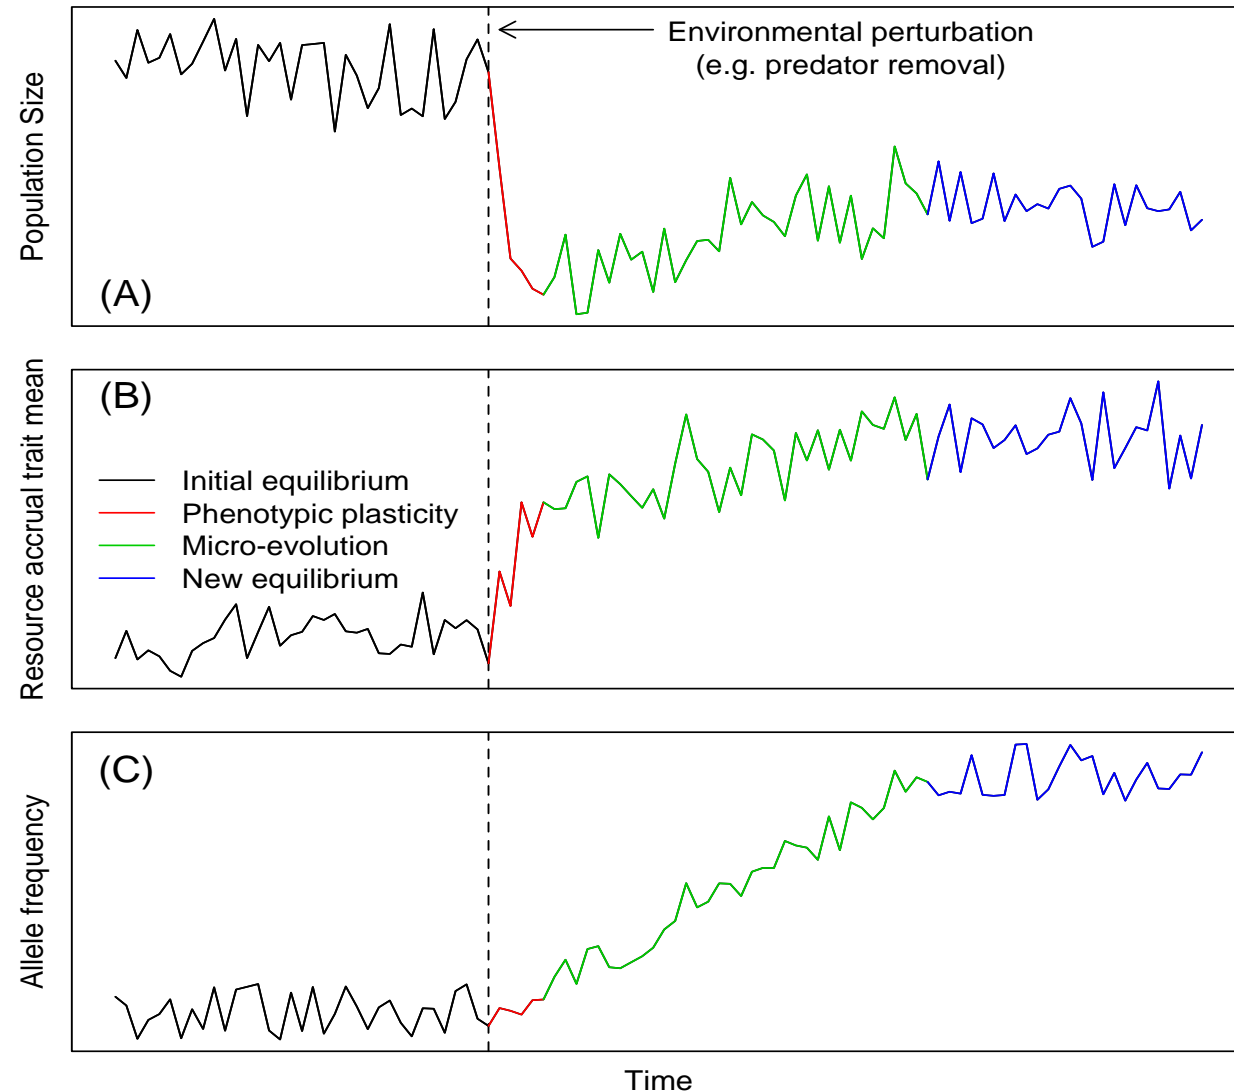 Environmental perturbation
(e.g. predator removal)
Population Size
(A)
(B)
Resource accrual trait mean
Initial equilibrium
Phenotypic plasticity
Micro-evolution
New equilibrium
(C)
Allele frequency
Time